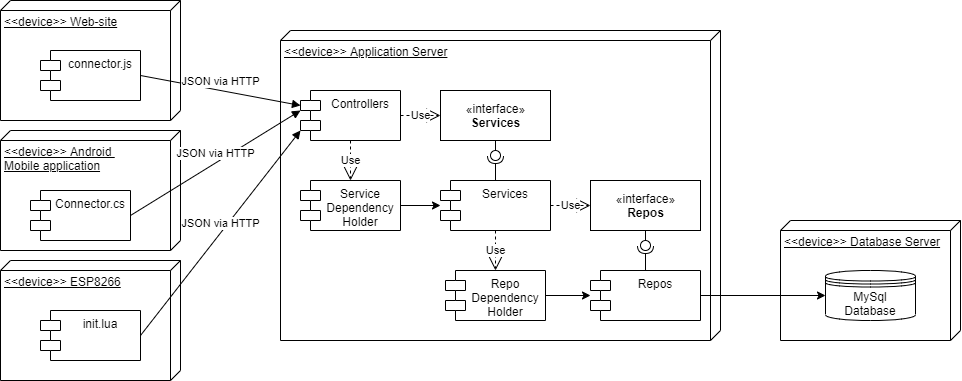 <<device>> Web-site
connector.js
JSON via HTTP
<<device>> Android
Mobile application
Connector.cs
JSON via HTTP
<<device>> ESP8266
init.lua
JSON via HTTP
<<device>> Application Server
Controllers
Use
«interface»
Services
Use
Service
Dependency
Holder
Services
Use
«interface»
Repos
Use
Repo
Dependency
Holder
Repos
<<device>> Database Server
MySql
Database